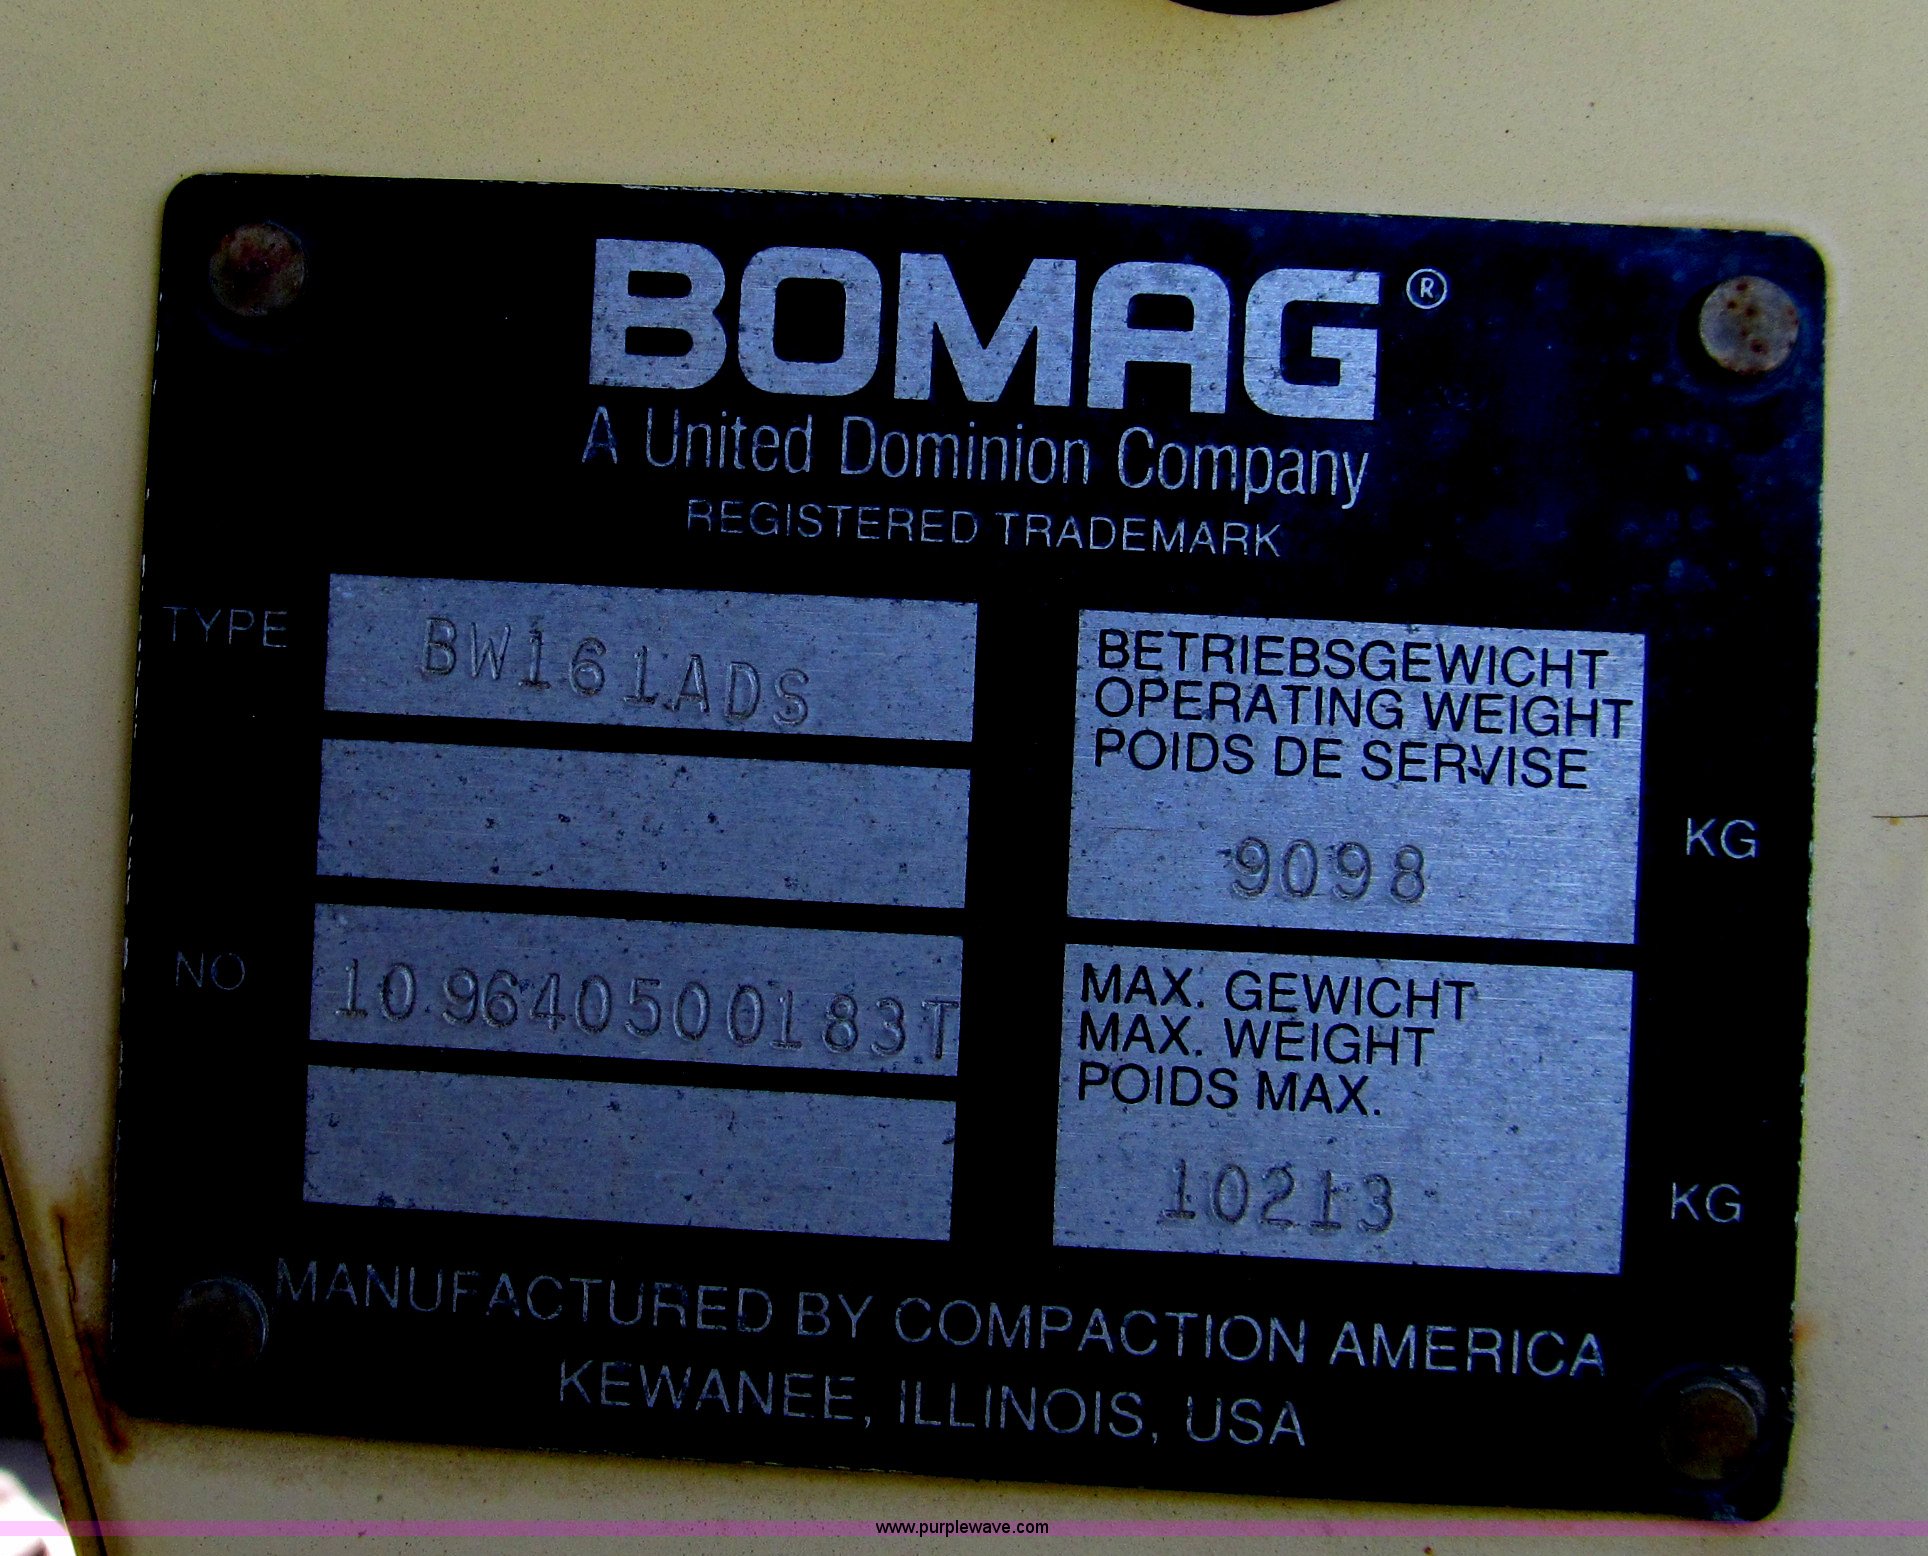 BOMAG®
A United Dominion Company
REGISTERED TRADEMARK
TYPE BW161ADS
BETRIEBSGEWICHT
OPERATING WEIGHT
POIDS DE SERVISE
9098 KG
NO 109640500183T
MAX. GEWICHT
MAX. WEIGHT
POIDS MAX.
10213 KG
MANUFACTURED BY COMPACTION AMERICA
KEWANEE, ILLINOIS, USA
www.purplewave.com